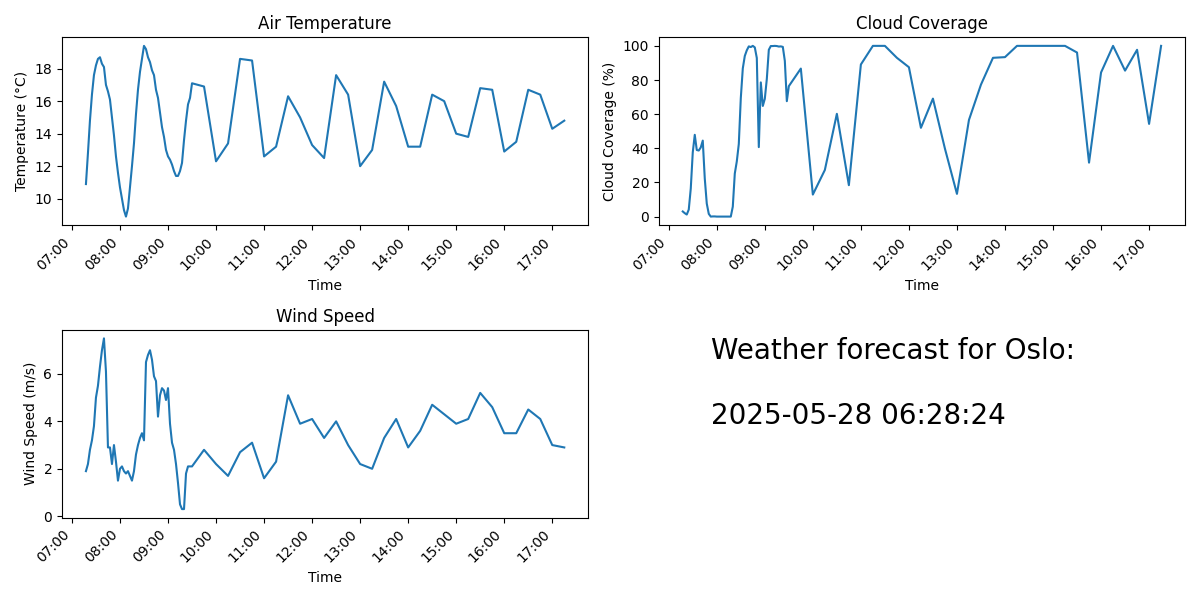 Air Temperature
Temperature (°C)
18
16
14
12
10
07:00 08:00 09:00 10:00 11:00 12:00 13:00 14:00 15:00 16:00 17:00
Time
Cloud Coverage
Cloud Coverage (%)
100
80
60
40
20
0
07:00 08:00 09:00 10:00 11:00 12:00 13:00 14:00 15:00 16:00 17:00
Time
Wind Speed
Wind Speed (m/s)
6
4
2
0
07:00 08:00 09:00 10:00 11:00 12:00 13:00 14:00 15:00 16:00 17:00
Time
Weather forecast for Oslo:
2025-05-28 06:28:24